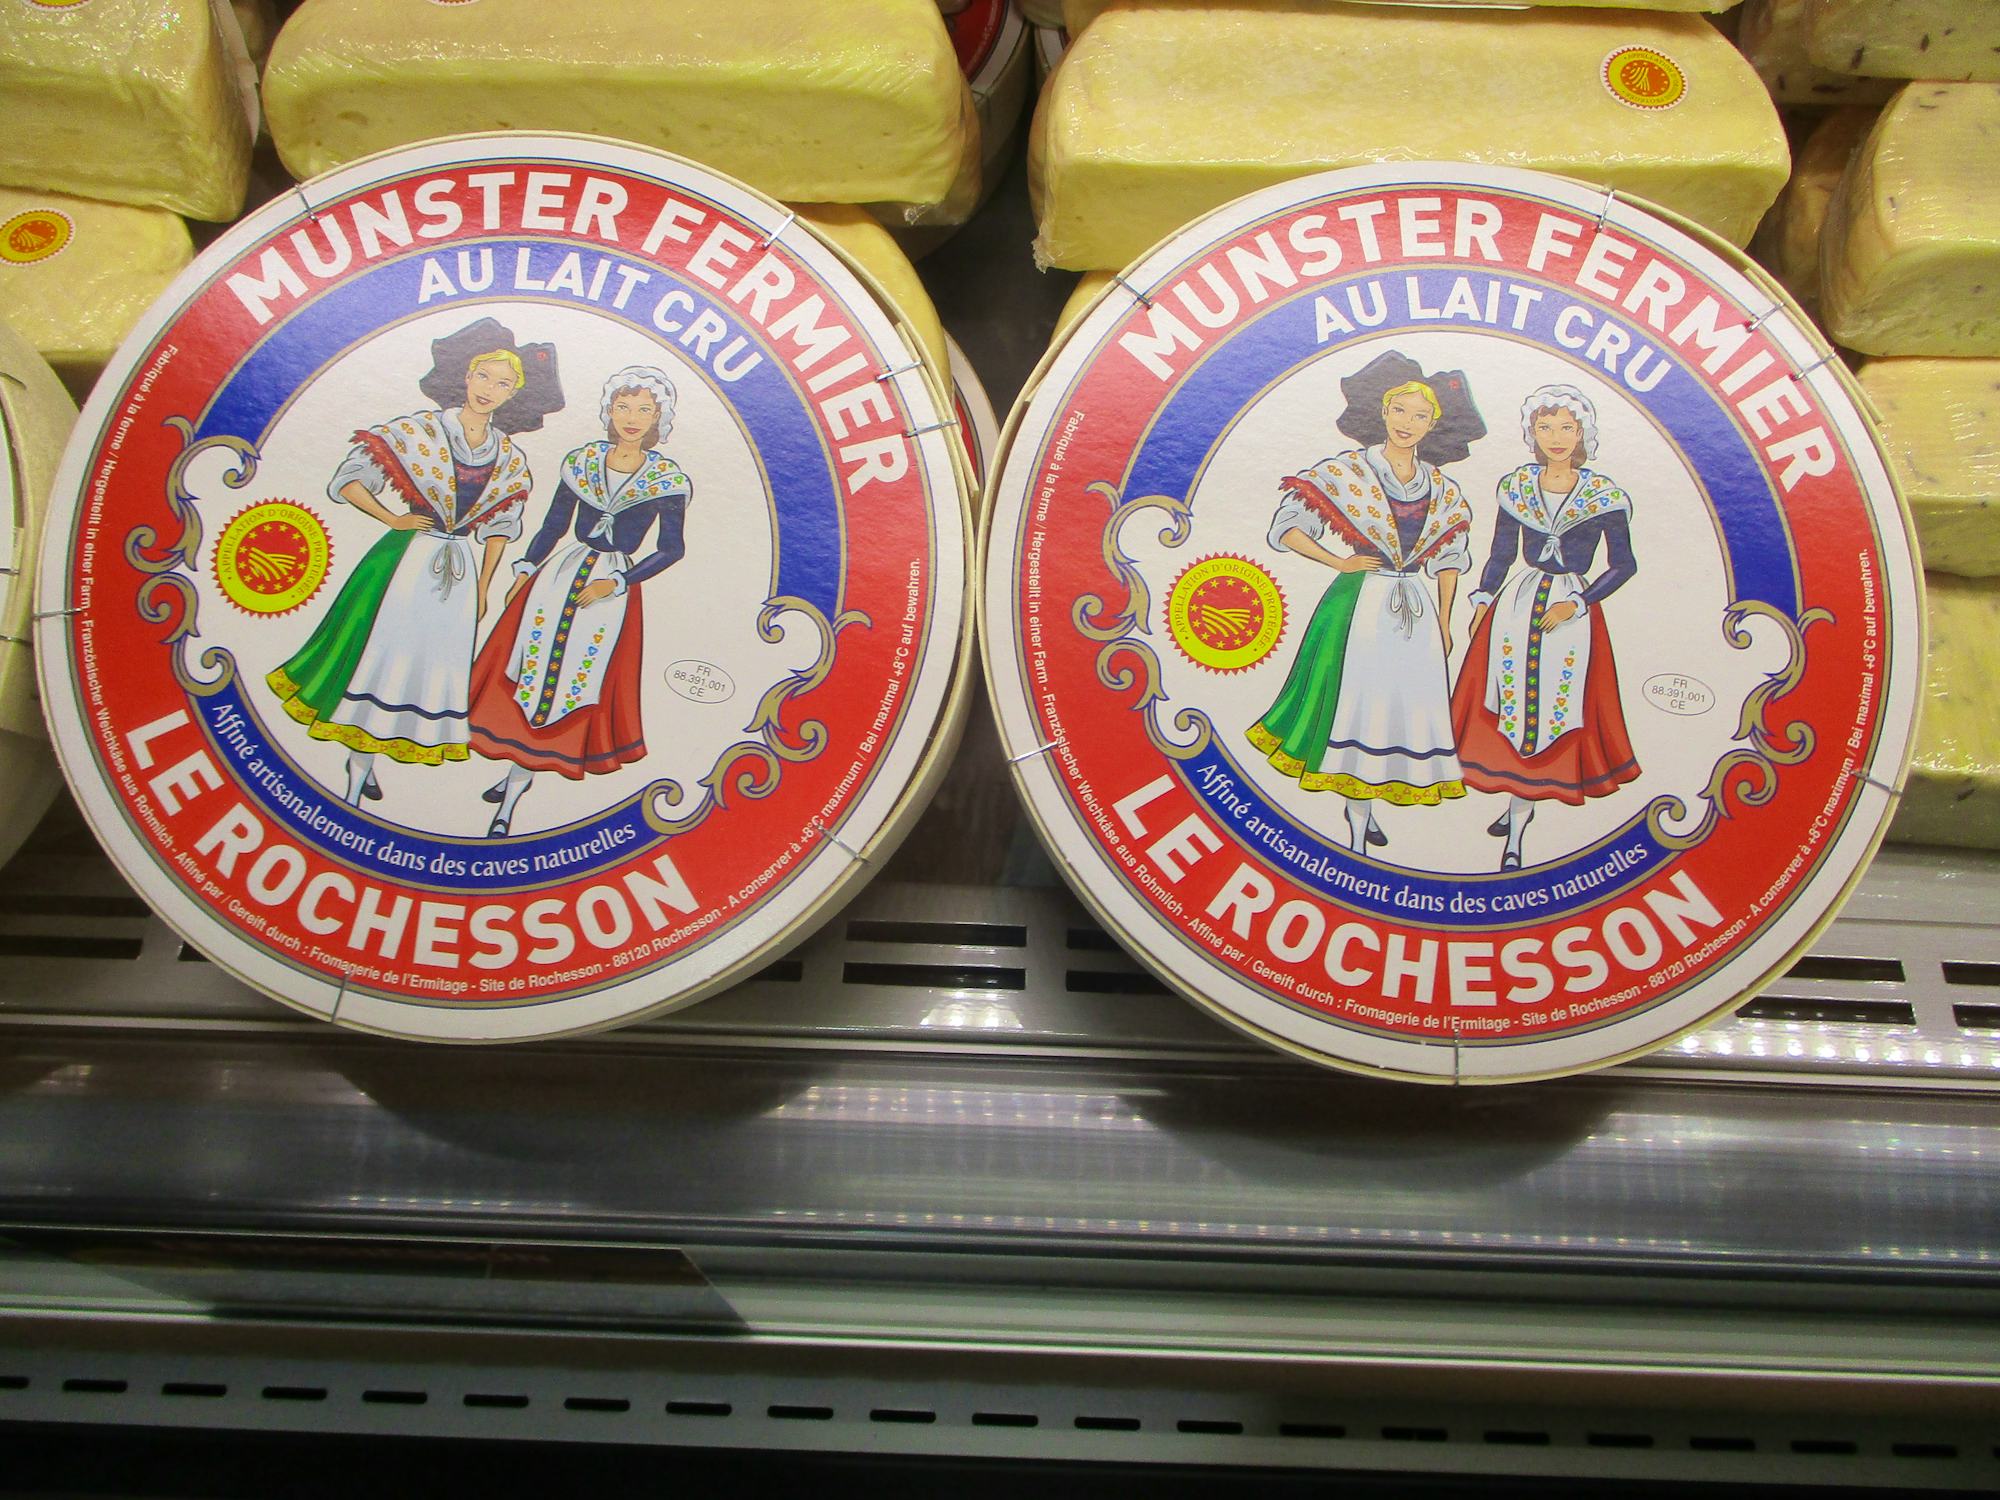 MUNSTER FERMIER
AU LAIT CRU
APPELLATION D'ORIGINE PROTÉGÉE
FR
88.391.001
CE
Affiné artisanalement dans des caves naturelles
LE ROCHESSON
Fabriqué à la ferme / Hergestellt in einer Farm - Französischer Weichkäse aus Rohmilch - Affiné par / Gereift durch : Fromagerie de l'Ermitage - Site de Rochesson - 88120 Rochesson - A conserver à +8°C maximum / Bei maximal +8°C auf bewahren.
MUNSTER FERMIER
AU LAIT CRU
APPELLATION D'ORIGINE PROTÉGÉE
FR
88.391.001
CE
Affiné artisanalement dans des caves naturelles
LE ROCHESSON
Fabriqué à la ferme / Hergestellt in einer Farm - Französischer Weichkäse aus Rohmilch - Affiné par / Gereift durch : Fromagerie de l'Ermitage - Site de Rochesson - 88120 Rochesson - A conserver à +8°C maximum / Bei maximal +8°C auf bewahren.